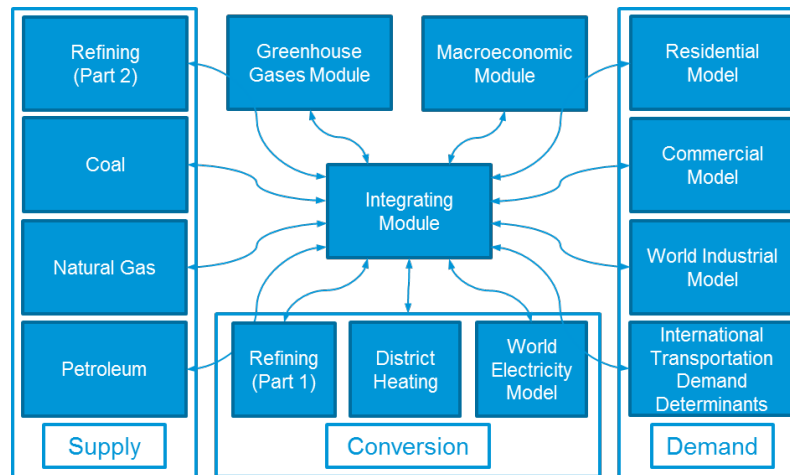 Refining
(Part 2)
Greenhouse
Gases Module
Macroeconomic
Module
Residential
Model
Coal
Integrating
Module
Commercial
Model
Natural Gas
World Industrial
Model
Petroleum
Refining
(Part 1)
District
Heating
World
Electricity
Model
International
Transportation
Demand
Determinants
Supply
Conversion
Demand